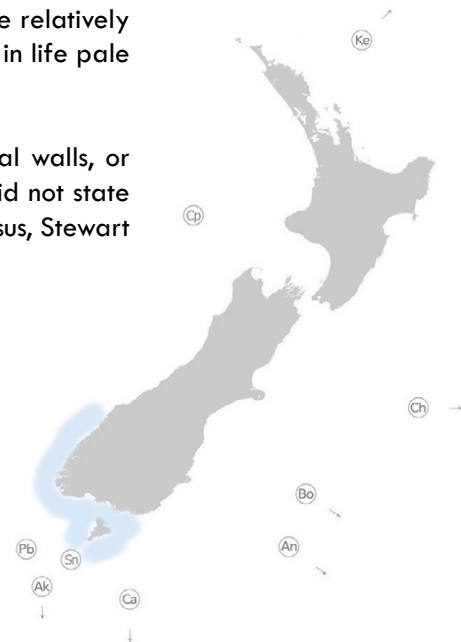 e relatively
in life pale
al walls, or
id not state
sus, Stewart
Ke
Cp
Ch
Bo
An
Pb
Sn
Ak
Ca